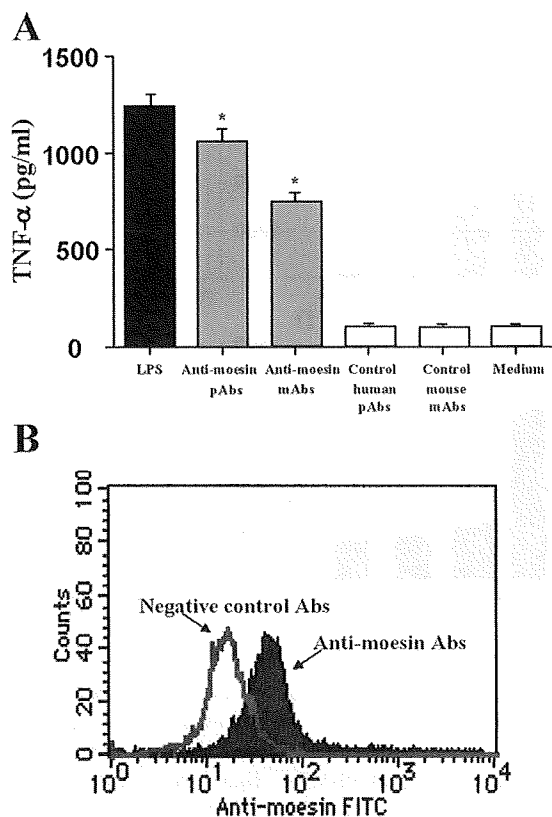 A
TNF-α (pg/ml)
1500
1000
500
0
LPS
Anti-moesin
pAbs
Anti-moesin
mAbs
Control
human
pAbs
Control
mouse
mAbs
Medium
*
*
B
Counts
100
80
60
40
20
0
Negative control Abs
Anti-moesin Abs
10^0
10^1
10^2
10^3
10^4
Anti-moesin FITC